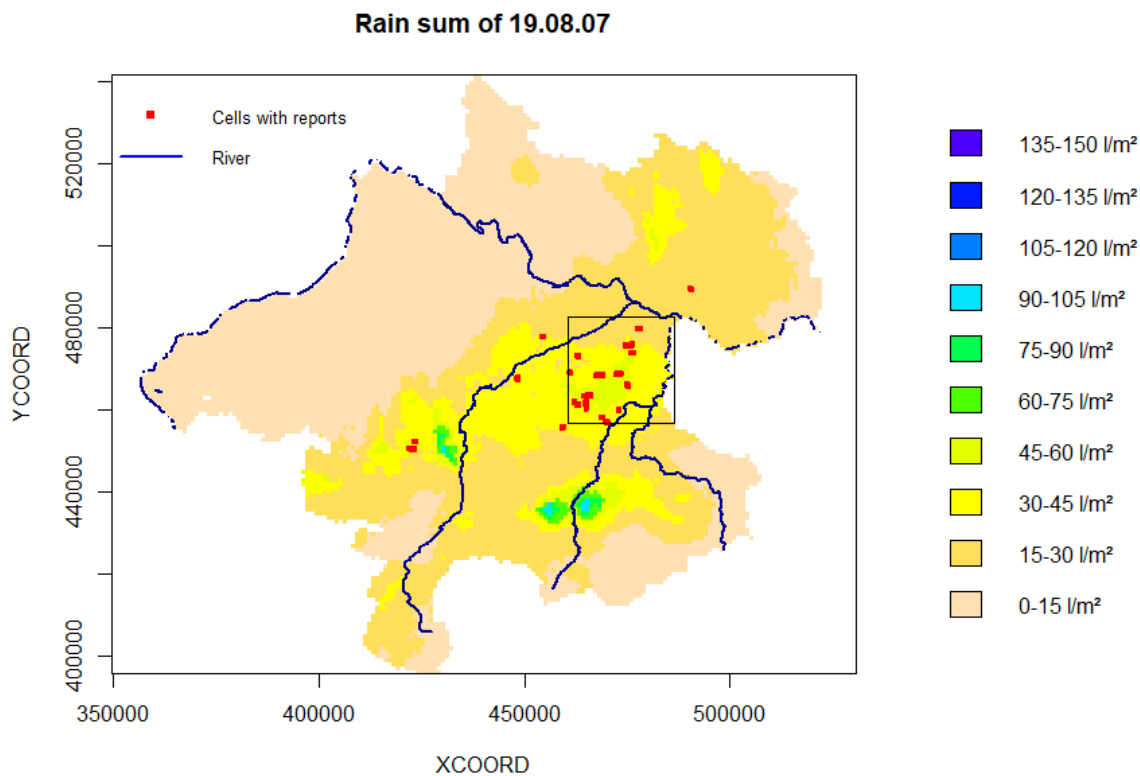 Rain sum of 19.08.07
Cells with reports
River
YCOORD
520000
480000
440000
400000
350000
400000
450000
500000
XCOORD
135-150 l/m²
120-135 l/m²
105-120 l/m²
90-105 l/m²
75-90 l/m²
60-75 l/m²
45-60 l/m²
30-45 l/m²
15-30 l/m²
0-15 l/m²